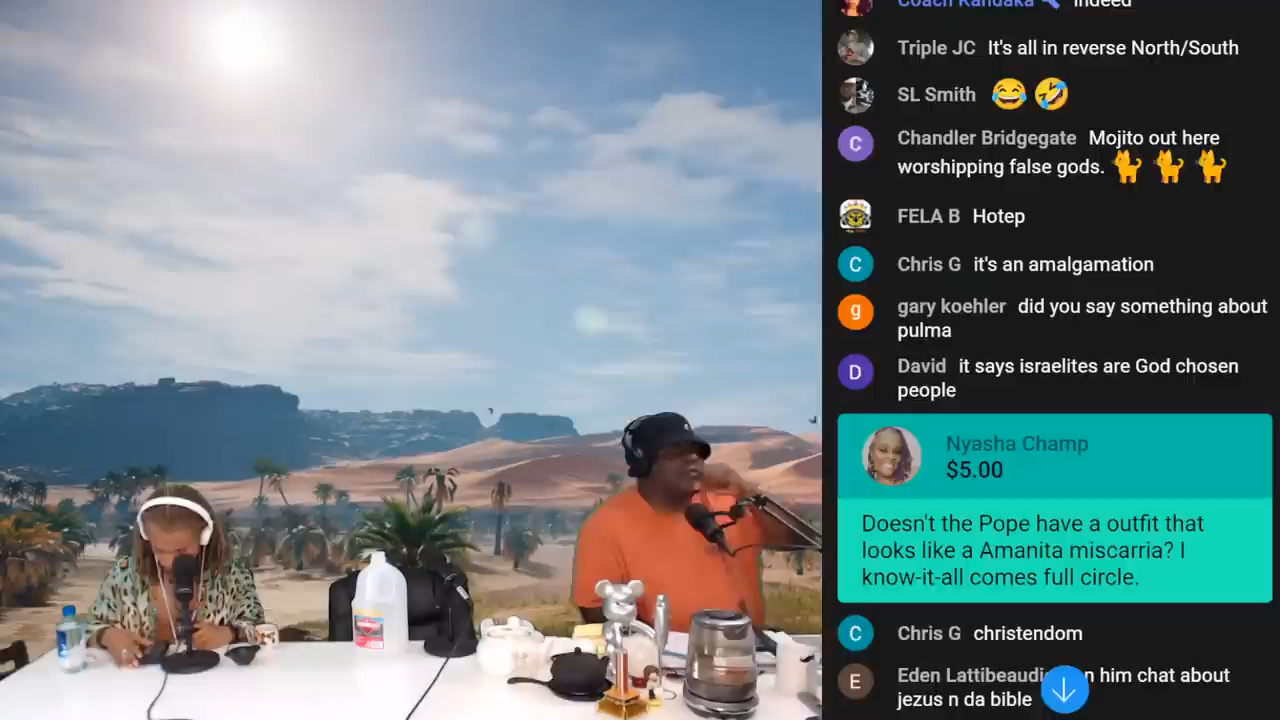 Coach Kandaka indeed
Triple JC It's all in reverse North/South
SL Smith 😂 🤣
Chandler Bridgegate Mojito out here
worshipping false gods. 🐈 🐈 🐈
FELA B Hotep
C Chris G it's an amalgamation
g gary koehler did you say something about
pulma
D David it says israelites are God chosen
people
Nyasha Champ
$5.00
Doesn't the Pope have a outfit that
looks like a Amanita miscarria? I
know-it-all comes full circle.
C Chris G christendom
E Eden Lattibeaudi n him chat about
jezus n da bible